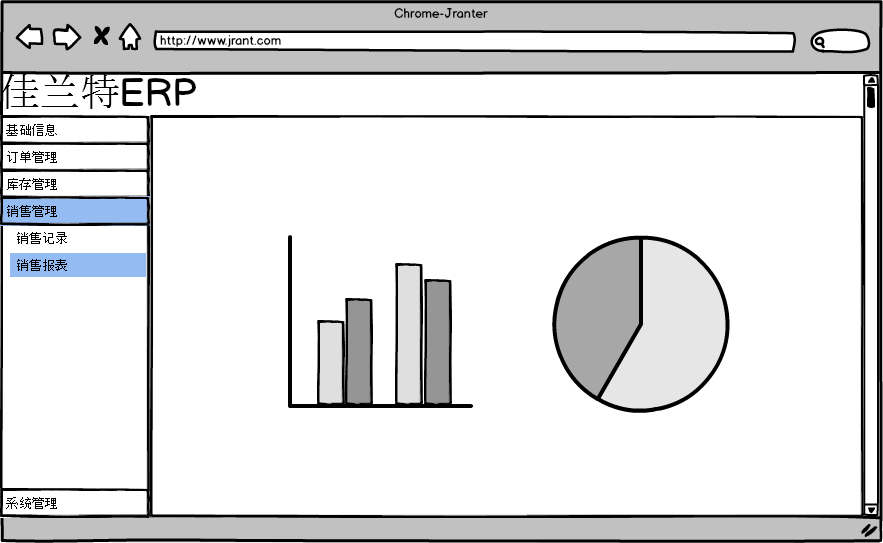 Chrome-Jranter
http://www.jrant.com
佳兰特ERP
基础信息
订单管理
库存管理
销售管理
销售记录
销售报表
系统管理